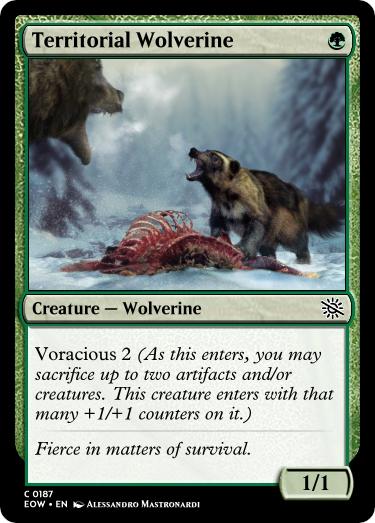 Territorial Wolverine
Creature — Wolverine
Voracious 2 (As this enters, you may
sacrifice up to two artifacts and/or
creatures. This creature enters with that
many +1/+1 counters on it.)
Fierce in matters of survival.
1/1
C 0187
EOW • EN Alessandro Mastronardi